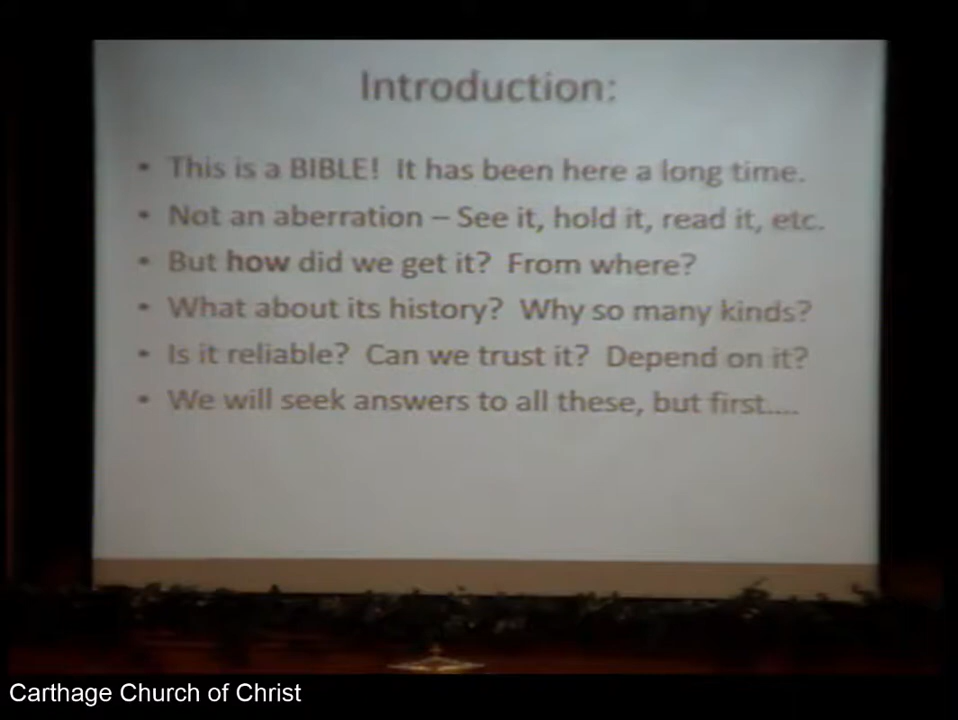 Introduction:
• This is a BIBLE! It has been here a long time.
• Not an aberration – See it, hold it, read it, etc.
• But how did we get it? From where?
• What about its history? Why so many kinds?
• Is it reliable? Can we trust it? Depend on it?
• We will seek answers to all these, but first....
Carthage Church of Christ